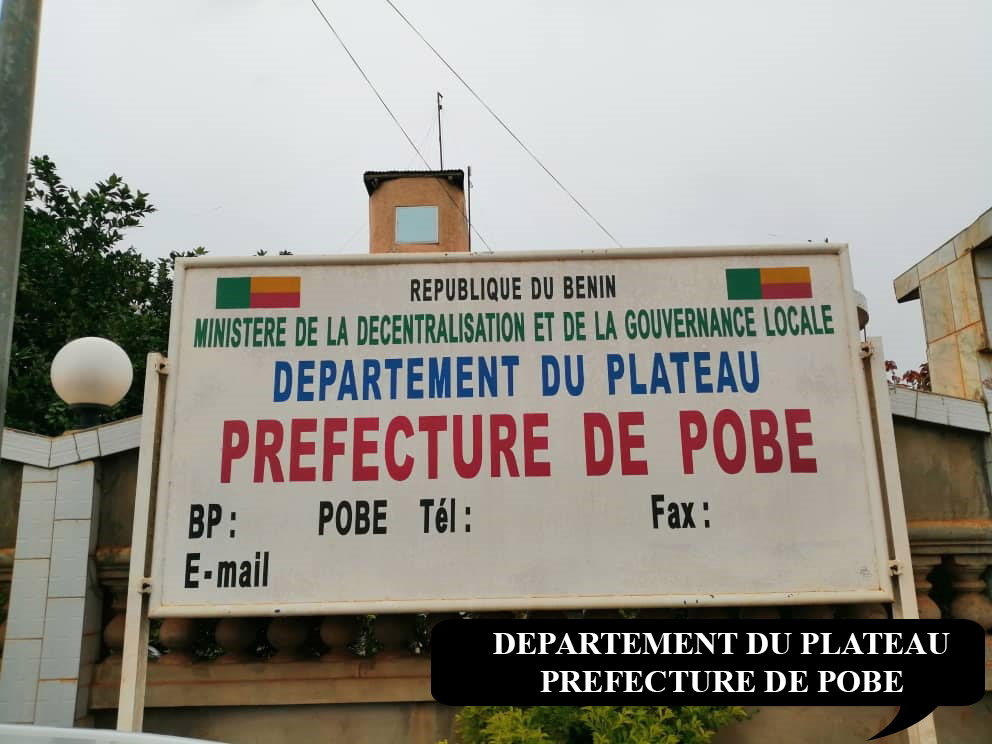 REPUBLIQUE DU BENIN
MINISTERE DE LA DECENTRALISATION ET DE LA GOUVERNANCE LOCALE
DEPARTEMENT DU PLATEAU
PREFECTURE DE POBE
BP : POBE Tél : Fax :
E-mail
DEPARTEMENT DU PLATEAU
PREFECTURE DE POBE